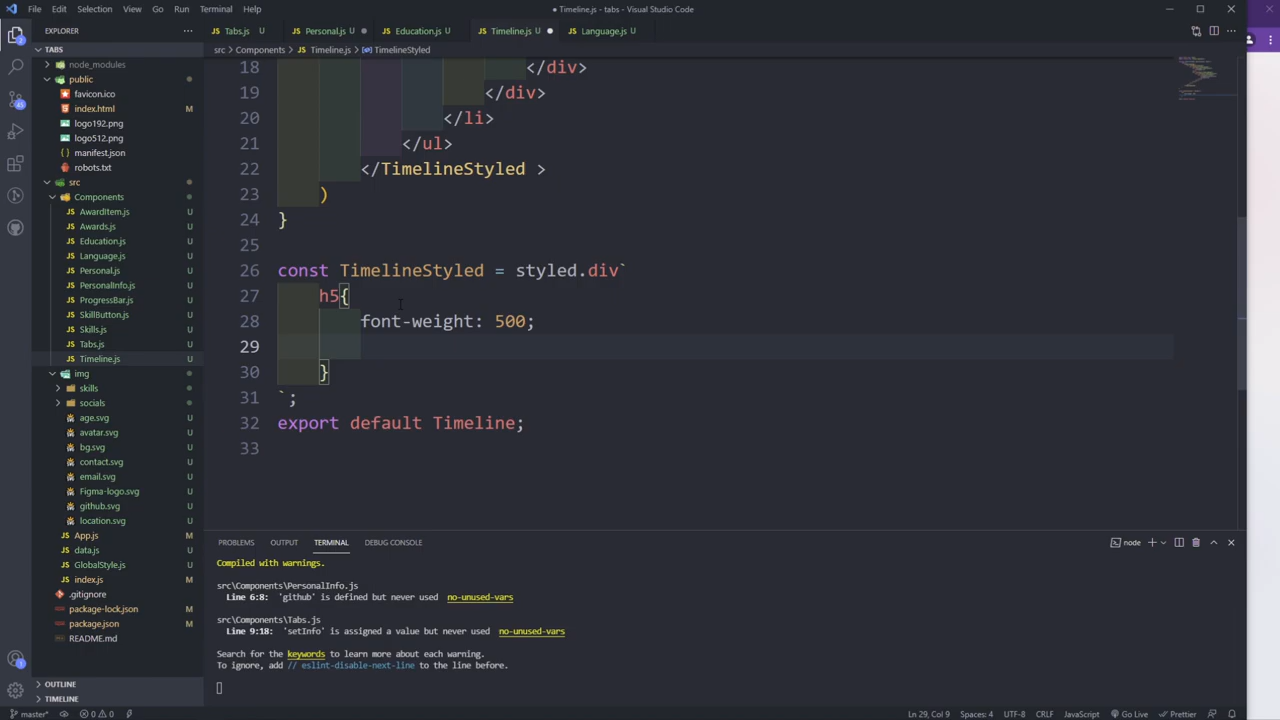 File Edit Selection View Go Run Terminal Help
● Timeline.js - tabs - Visual Studio Code
EXPLORER
Tabs.js U
Personal.js
Education.js U
Timeline.js U
Language.js U
src > Components > JS Timeline.js > TimelineStyled
TABS
node_modules
public
favicon.ico
index.html M
logo192.png
logo512.png
manifest.json
robots.txt
src
Components
AwardItem.js U
Awards.js U
Education.js U
Language.js U
Personal.js U
PersonalInfo.js U
ProgressBar.js U
SkillButton.js U
Skills.js U
Tabs.js U
Timeline.js U
img
skills
socials
age.svg U
avatar.svg U
bg.svg U
contact.svg U
email.svg U
Figma-logo.svg U
github.svg U
location.svg U
App.js M
data.js U
GlobalStyle.js U
index.js M
.gitignore
package-lock.json M
package.json M
README.md
OUTLINE
TIMELINE
18 </div>
19 </div>
20 </li>
21 </ul>
22 </TimelineStyled >
23 )
24 }
25
26 const TimelineStyled = styled.div`
27 h5{
28 font-weight: 500;
29
30 }
31 `;
32 export default Timeline;
33
PROBLEMS OUTPUT TERMINAL DEBUG CONSOLE
node
Compiled with warnings.
src\Components\PersonalInfo.js
Line 6:8: 'github' is defined but never used no-unused-vars
src\Components\Tabs.js
Line 9:18: 'setInfo' is assigned a value but never used no-unused-vars
Search for the keywords to learn more about each warning.
To ignore, add // eslint-disable-next-line to the line before.
master* 0 0
Ln 29, Col 9 Spaces: 4 UTF-8 CRLF JavaScript Go Live Prettier